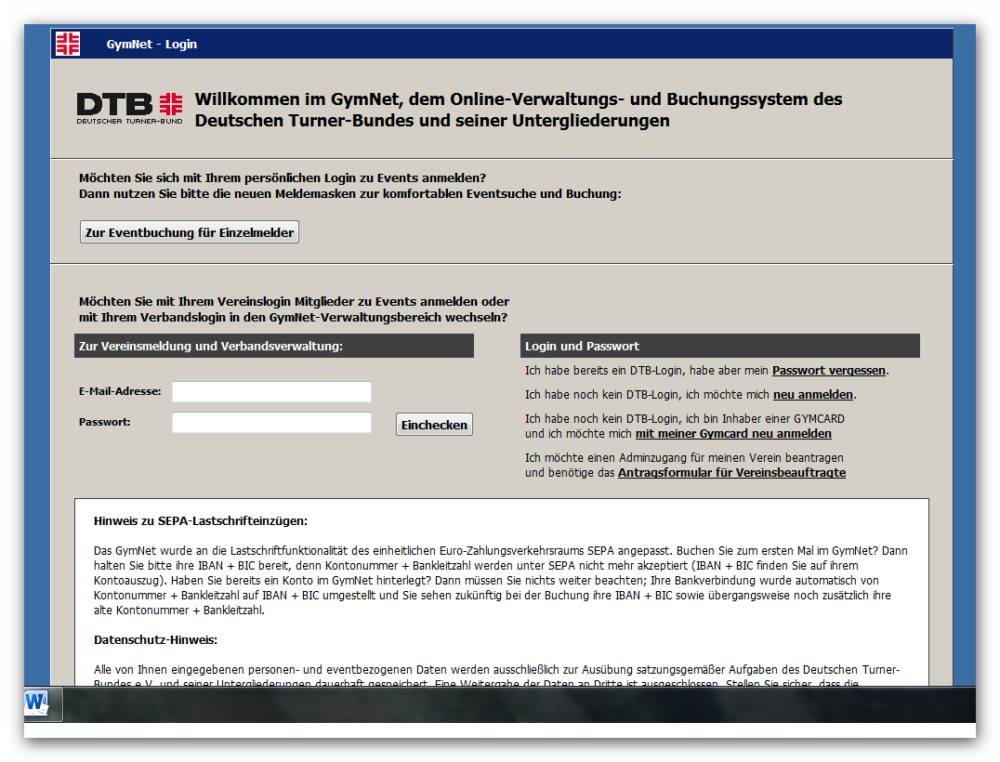 GymNet - Login
DTB
DEUTSCHER TURNER-BUND
Willkommen im GymNet, dem Online-Verwaltungs- und Buchungssystem des
Deutschen Turner-Bundes und seiner Untergliederungen
Möchten Sie sich mit Ihrem persönlichen Login zu Events anmelden?
Dann nutzen Sie bitte die neuen Meldemasken zur komfortablen Eventsuche und Buchung:
Zur Eventbuchung für Einzelmelder
Möchten Sie mit Ihrem Vereinslogin Mitglieder zu Events anmelden oder
mit Ihrem Verbandslogin in den GymNet-Verwaltungsbereich wechseln?
Zur Vereinsmeldung und Verbandsverwaltung:
E-Mail-Adresse:
Passwort:
Einchecken
Login und Passwort
Ich habe bereits ein DTB-Login, habe aber mein Passwort vergessen.
Ich habe noch kein DTB-Login, ich möchte mich neu anmelden.
Ich habe noch kein DTB-Login, ich bin Inhaber einer GYMCARD
und ich möchte mich mit meiner Gymcard neu anmelden
Ich möchte einen Adminzugang für meinen Verein beantragen
und benötige das Antragsformular für Vereinsbeauftragte
Hinweis zu SEPA-Lastschrifteinzügen:
Das GymNet wurde an die Lastschriftfunktionalität des einheitlichen Euro-Zahlungsverkehrsraums SEPA angepasst. Buchen Sie zum ersten Mal im GymNet? Dann
halten Sie bitte ihre IBAN + BIC bereit, denn Kontonummer + Bankleitzahl werden unter SEPA nicht mehr akzeptiert (IBAN + BIC finden Sie auf ihrem
Kontoauszug). Haben Sie bereits ein Konto im GymNet hinterlegt? Dann müssen Sie nichts weiter beachten; Ihre Bankverbindung wurde automatisch von
Kontonummer + Bankleitzahl auf IBAN + BIC umgestellt und Sie sehen zukünftig bei der Buchung ihre IBAN + BIC sowie übergangsweise noch zusätzlich ihre
alte Kontonummer + Bankleitzahl.
Datenschutz-Hinweis:
Alle von Ihnen eingegebenen personen- und eventbezogenen Daten werden ausschließlich zur Ausübung satzungsgemäßer Aufgaben des Deutschen Turner-
Bundes e.V. und seiner Untergliederungen dauerhaft gespeichert. Eine Weitergabe der Daten an Dritte ist ausgeschlossen. Stellen Sie sicher, dass die
W